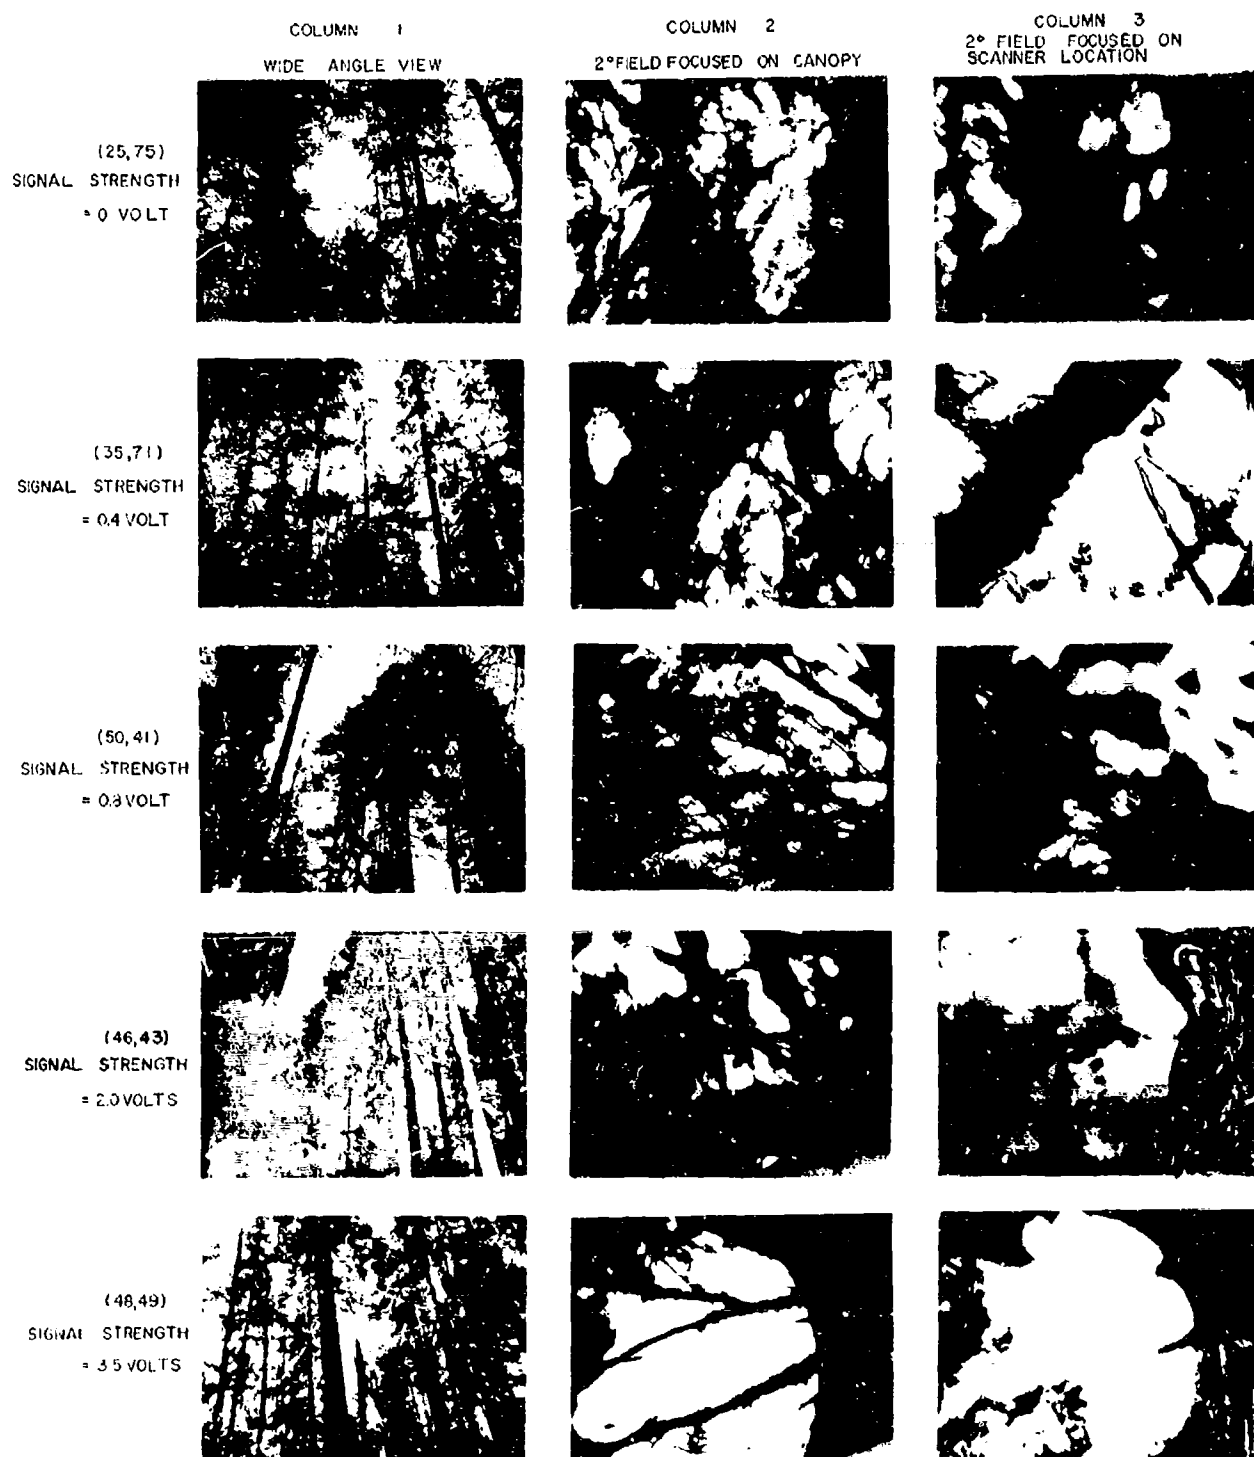 COLUMN 1
WIDE ANGLE VIEW
COLUMN 2
2° FIELD FOCUSED ON CANOPY
COLUMN 3
2° FIELD FOCUSED ON
SCANNER LOCATION
(25,75)
SIGNAL STRENGTH
= 0 VOLT
(35,71)
SIGNAL STRENGTH
= 0.4 VOLT
(50,41)
SIGNAL STRENGTH
VOLT
(46,43)
SIGNAL STRENGTH
= 2.0 VOLTS
(48,49)
SIGNAL STRENGTH
= 3.5 VOLTS